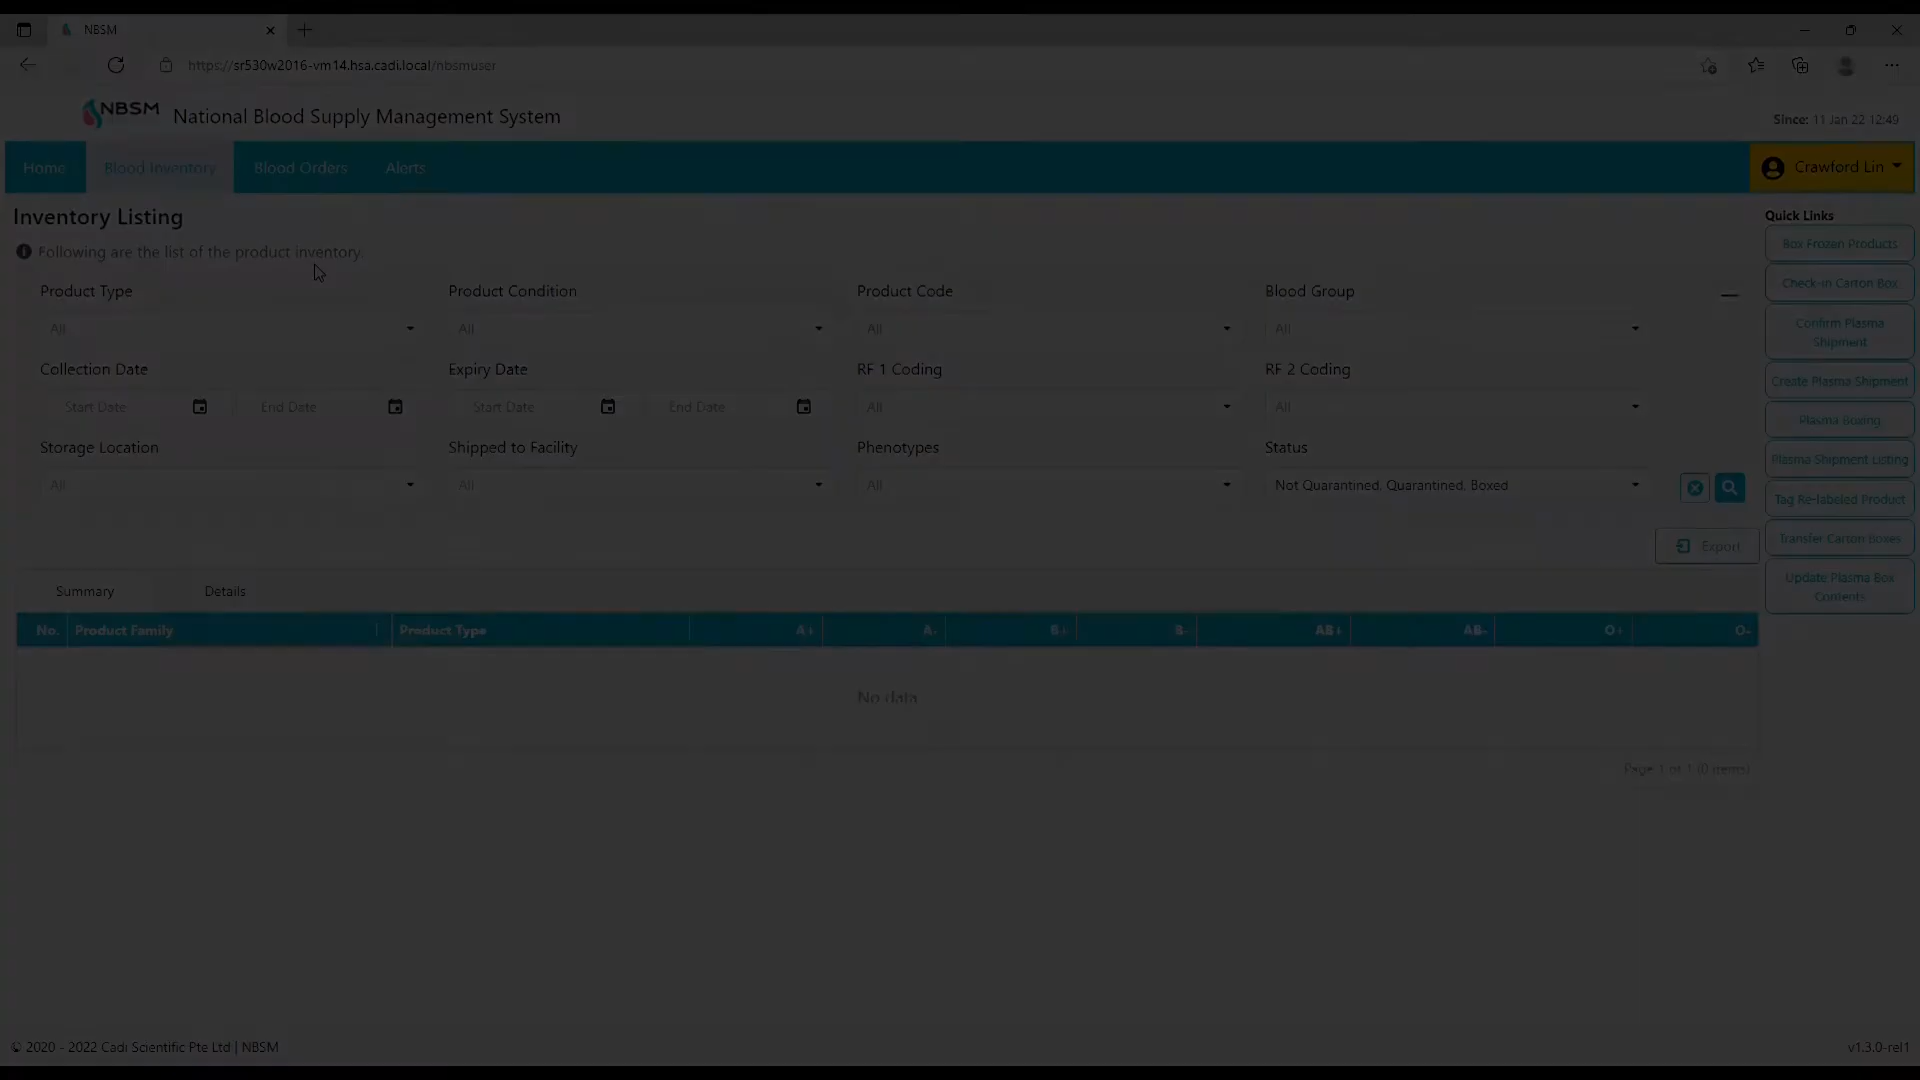 NBSM
https://sr530w2016-vm14.hsa.cadi.local/nbsmuser
NBSM National Blood Supply Management System
Since: 11 Jan 22 12:49
Home Blood Inventory Blood Orders Alerts Crawford Lin
Inventory Listing
Following are the list of the product inventory.
Quick Links
Box Frozen Products
Check-in Carton Box
Confirm Plasma
Shipment
Create Plasma Shipment
Plasma Boxing
Plasma Shipment Listing
Tag Re-labeled Product
Transfer Carton Boxes
Update Plasma Box
Contents
Product Type Product Condition Product Code Blood Group
All All All All
Collection Date Expiry Date RF 1 Coding RF 2 Coding
Start Date End Date Start Date End Date All All
Storage Location Shipped to Facility Phenotypes Status
All All All Not Quarantined, Quarantined, Boxed
Export
Summary Details
No. Product Family Product Type A+ A- B+ B- AB+ AB- O+ O-
No data
Page 1 of 1 (0 items)
© 2020 - 2022 Cadi Scientific Pte Ltd | NBSM
v1.3.0-rel1